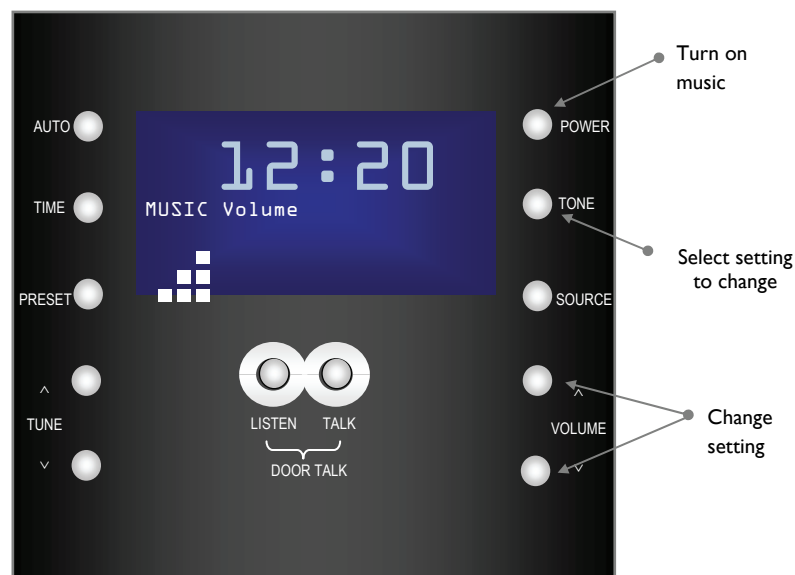 Turn on
music
AUTO
POWER
12:20
TIME
MUSIC Volume
TONE
Select setting
to change
PRESET
SOURCE
^
TUNE
v
LISTEN TALK
DOOR TALK
^
VOLUME
v
Change
setting